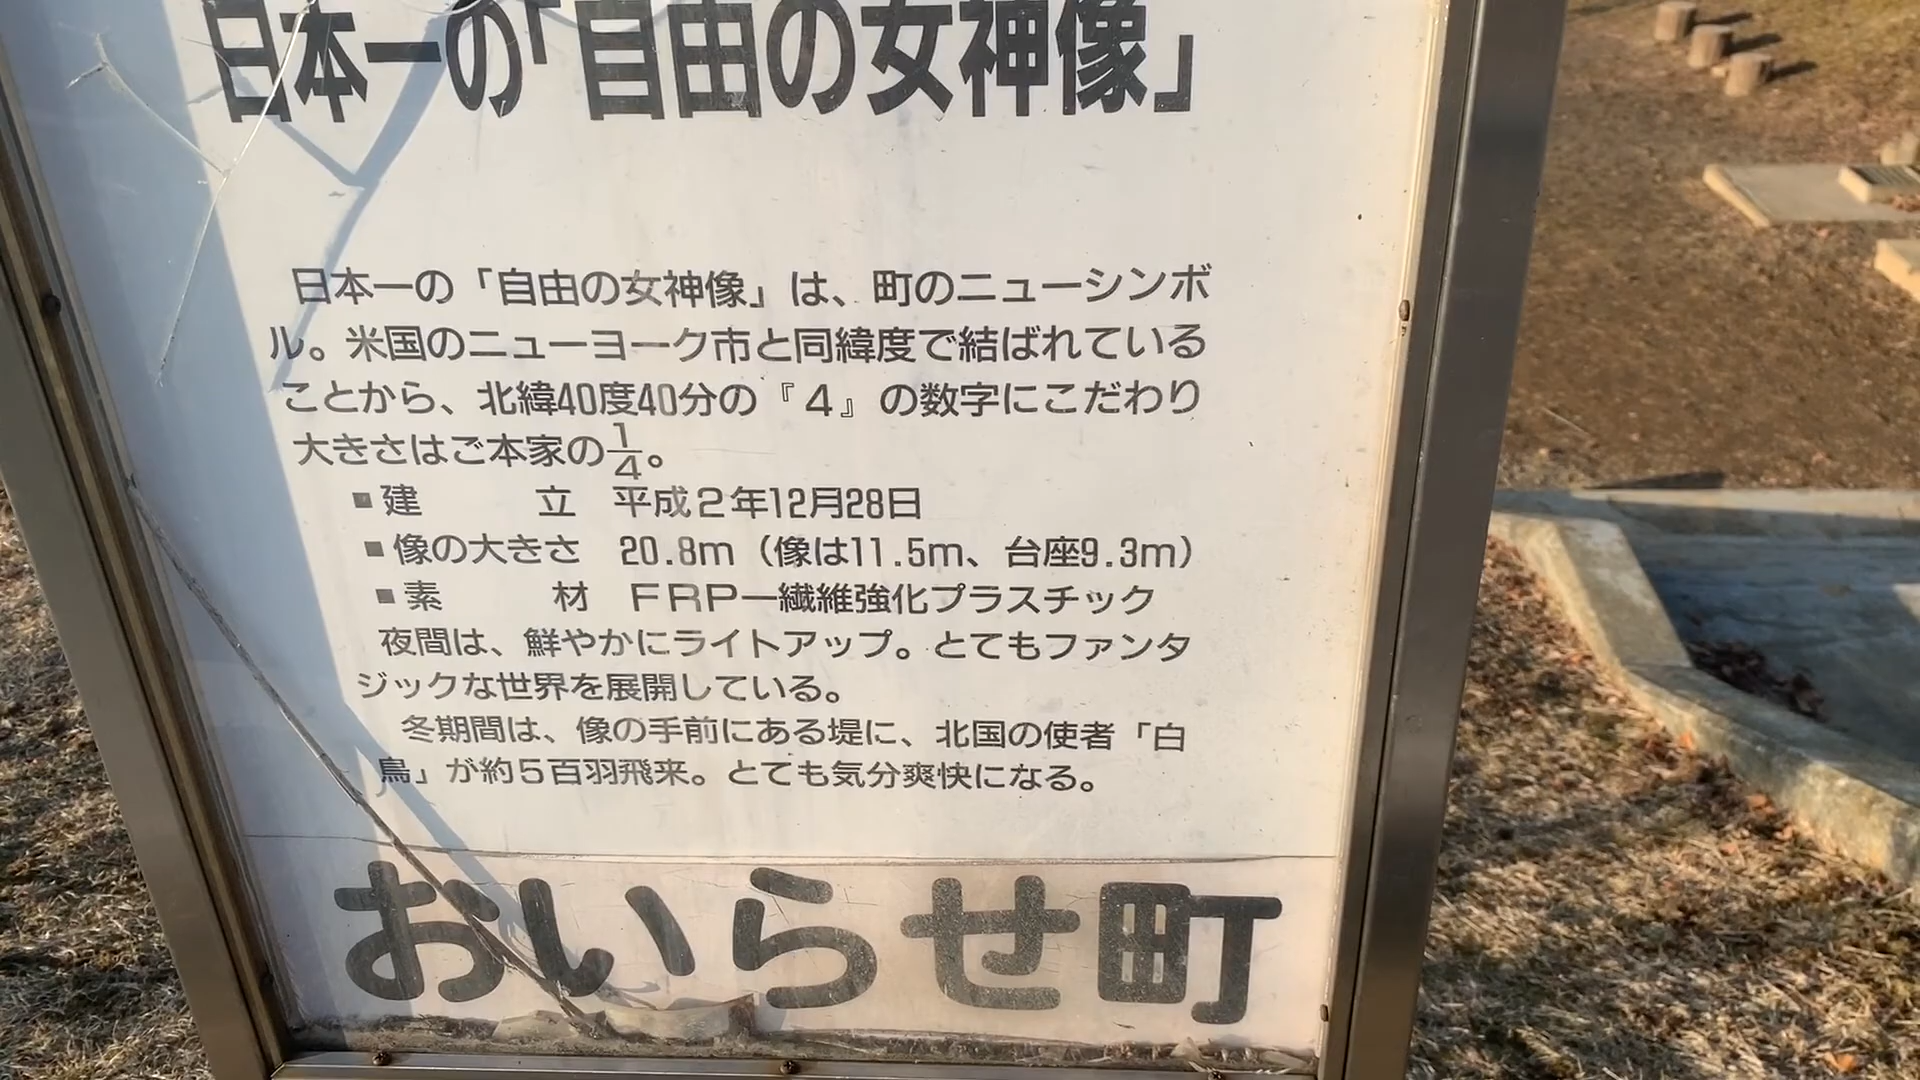 日本一の「自由の女神像」
日本一の「自由の女神像」は、町のニューシンボ
ル。米国のニューヨーク市と同緯度で結ばれている
ことから、北緯40度40分の『4』の数字にこだわり
大きさはご本家の1/4。
■建　　　立　平成2年12月28日
■像の大きさ　20.8m（像は11.5m、台座9.3m）
■素　　　材　FRP―繊維強化プラスチック
夜間は、鮮やかにライトアップ。とてもファンタ
ジックな世界を展開している。
冬期間は、像の手前にある堤に、北国の使者「白
鳥」が約5百羽飛来。とても気分爽快になる。
おいらせ町